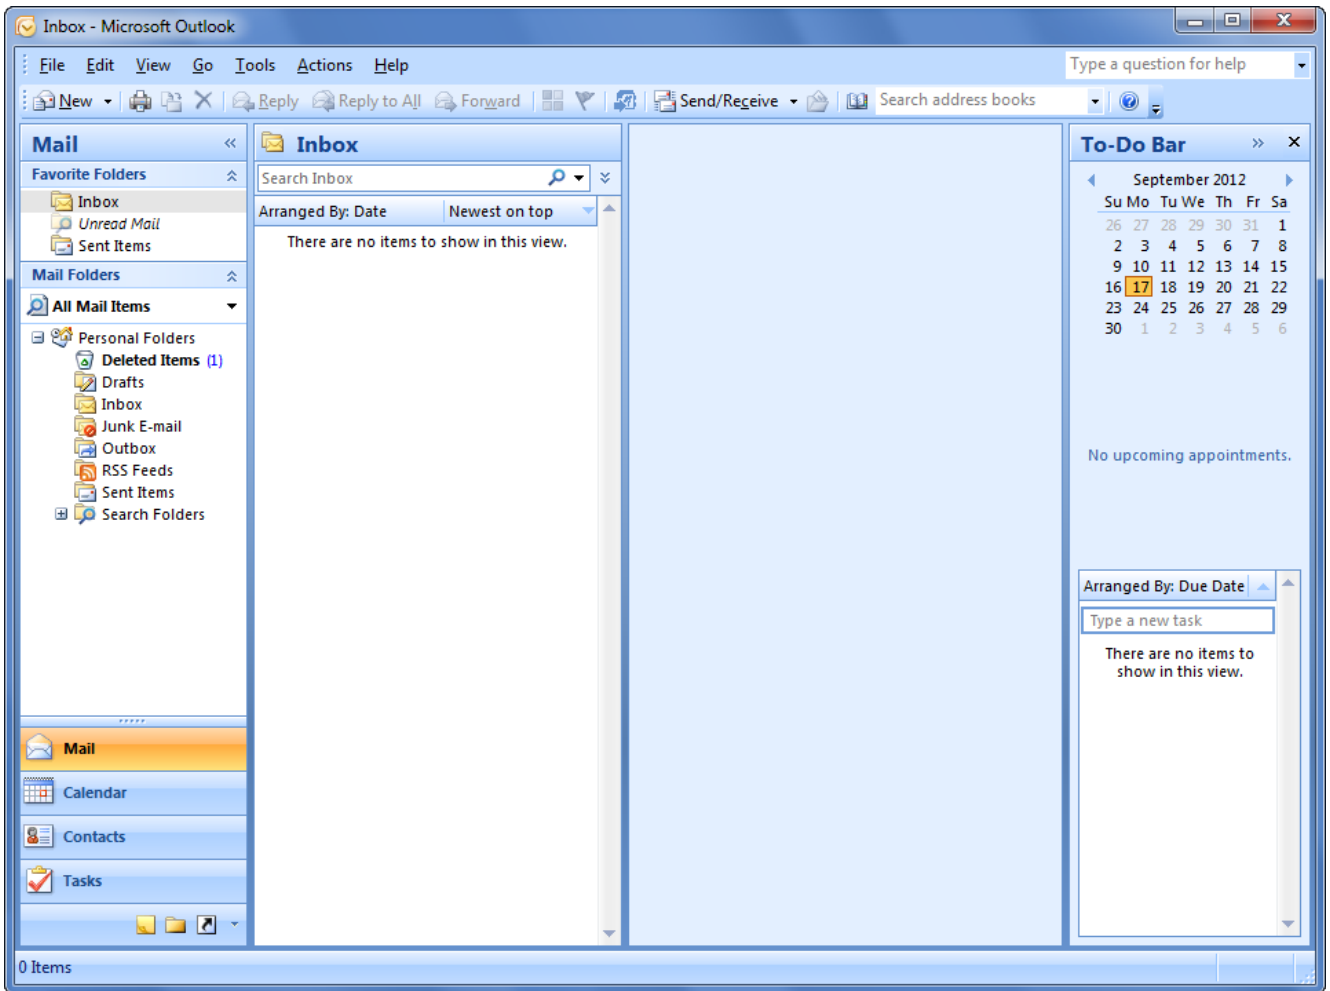 Inbox - Microsoft Outlook
File Edit View Go Tools Actions Help
Type a question for help
New Reply Reply to All Forward Send/Receive Search address books
Mail
Favorite Folders
Inbox
Unread Mail
Sent Items
Mail Folders
All Mail Items
Personal Folders
Deleted Items (1)
Drafts
Inbox
Junk E-mail
Outbox
RSS Feeds
Sent Items
Search Folders
Mail
Calendar
Contacts
Tasks
Inbox
Search Inbox
Arranged By: Date Newest on top
There are no items to show in this view.
To-Do Bar
September 2012
Su Mo Tu We Th Fr Sa
26 27 28 29 30 31 1
2 3 4 5 6 7 8
9 10 11 12 13 14 15
16 17 18 19 20 21 22
23 24 25 26 27 28 29
30 1 2 3 4 5 6
No upcoming appointments.
Arranged By: Due Date
Type a new task
There are no items to
show in this view.
0 Items